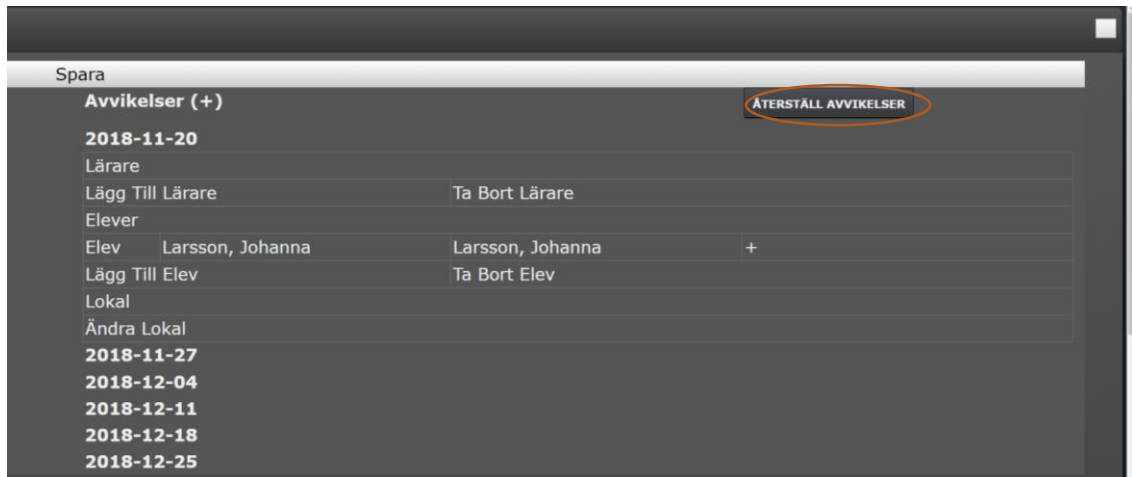 Spara
Avvikelser (+) ÅTERSTÄLL AVVIKELSER
2018-11-20
Lärare
Lägg Till Lärare Ta Bort Lärare
Elever
Elev Larsson, Johanna Larsson, Johanna +
Lägg Till Elev Ta Bort Elev
Lokal
Ändra Lokal
2018-11-27
2018-12-04
2018-12-11
2018-12-18
2018-12-25